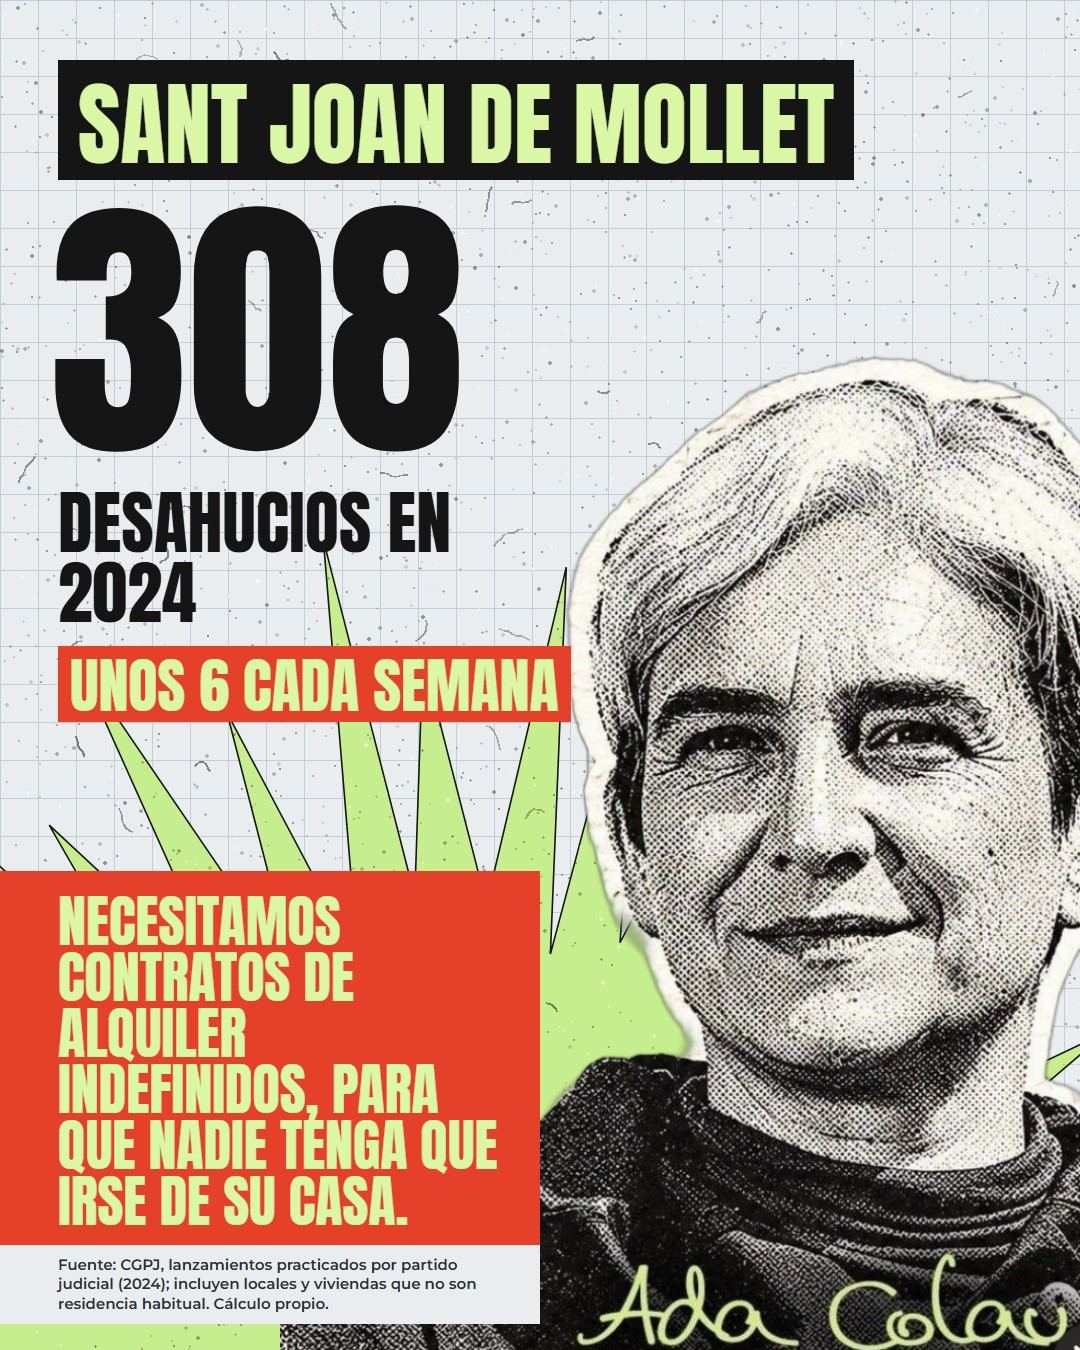 SANT JOAN DE MOLLET
308
DESAHUCIOS EN
2024
UNOS 6 CADA SEMANA
NECESITAMOS
CONTRATOS DE
ALQUILER
INDEFINIDOS, PARA
QUE NADIE TENGA QUE
IRSE DE SU CASA.
Fuente: CGPJ, lanzamientos practicados por partido
judicial (2024); incluyen locales y viviendas que no son
residencia habitual. Cálculo propio.
Ada Colau